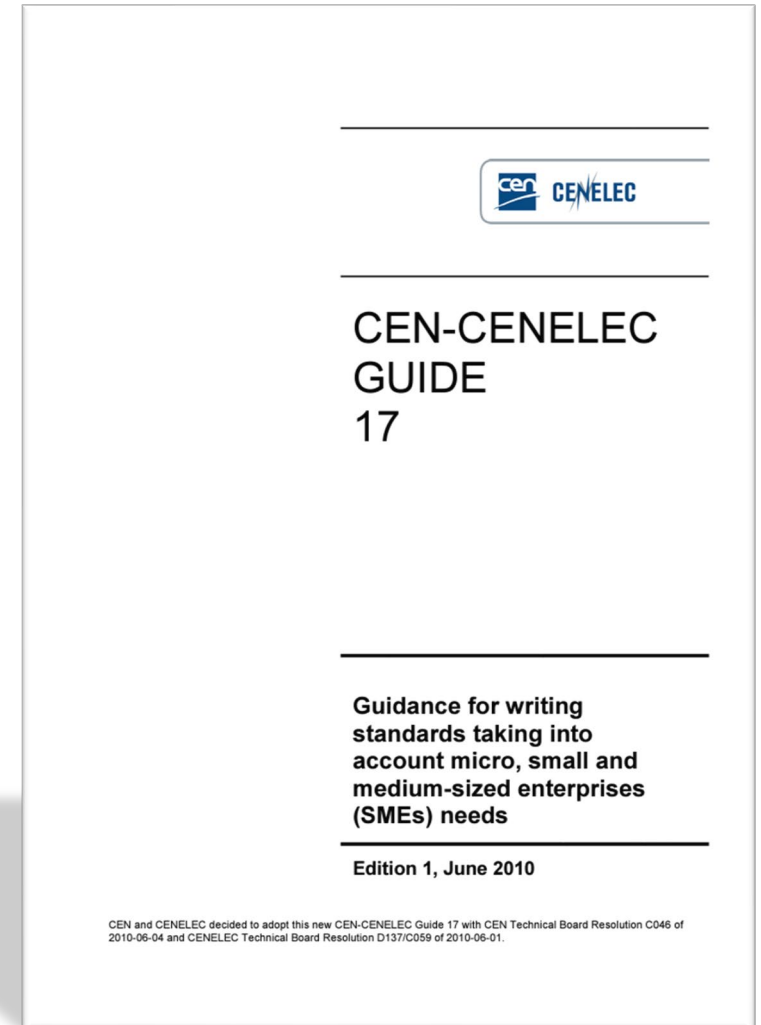 cen CENELEC
CEN-CENELEC
GUIDE
17
Guidance for writing
standards taking into
account micro, small and
medium-sized enterprises
(SMEs) needs
Edition 1, June 2010
CEN and CENELEC decided to adopt this new CEN-CENELEC Guide 17 with CEN Technical Board Resolution C046 of
2010-06-04 and CENELEC Technical Board Resolution D137/C059 of 2010-06-01.